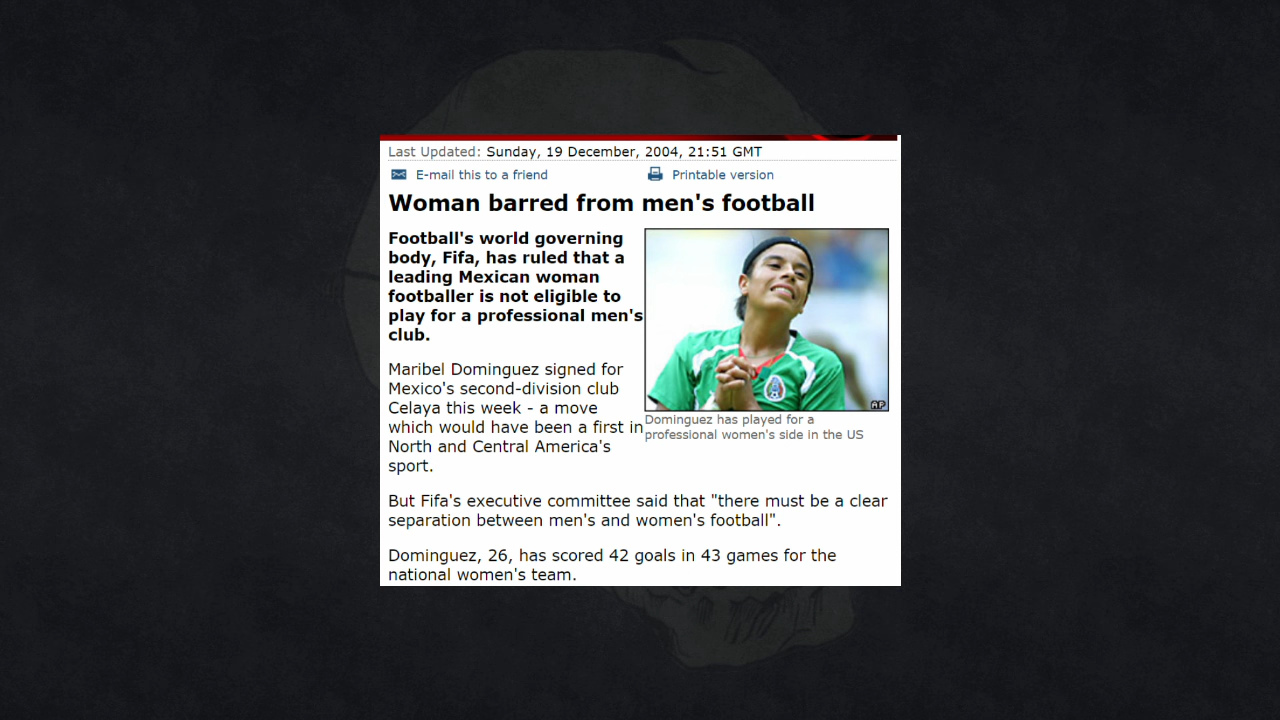 Last Updated: Sunday, 19 December, 2004, 21:51 GMT
E-mail this to a friend
Printable version
Woman barred from men's football
Football's world governing
body, Fifa, has ruled that a
leading Mexican woman
footballer is not eligible to
play for a professional men's
club.
AP
Dominguez has played for a
professional women's side in the US
Maribel Dominguez signed for
Mexico's second-division club
Celaya this week - a move
which would have been a first in
North and Central America's
sport.
But Fifa's executive committee said that "there must be a clear
separation between men's and women's football".
Dominguez, 26, has scored 42 goals in 43 games for the
national women's team.